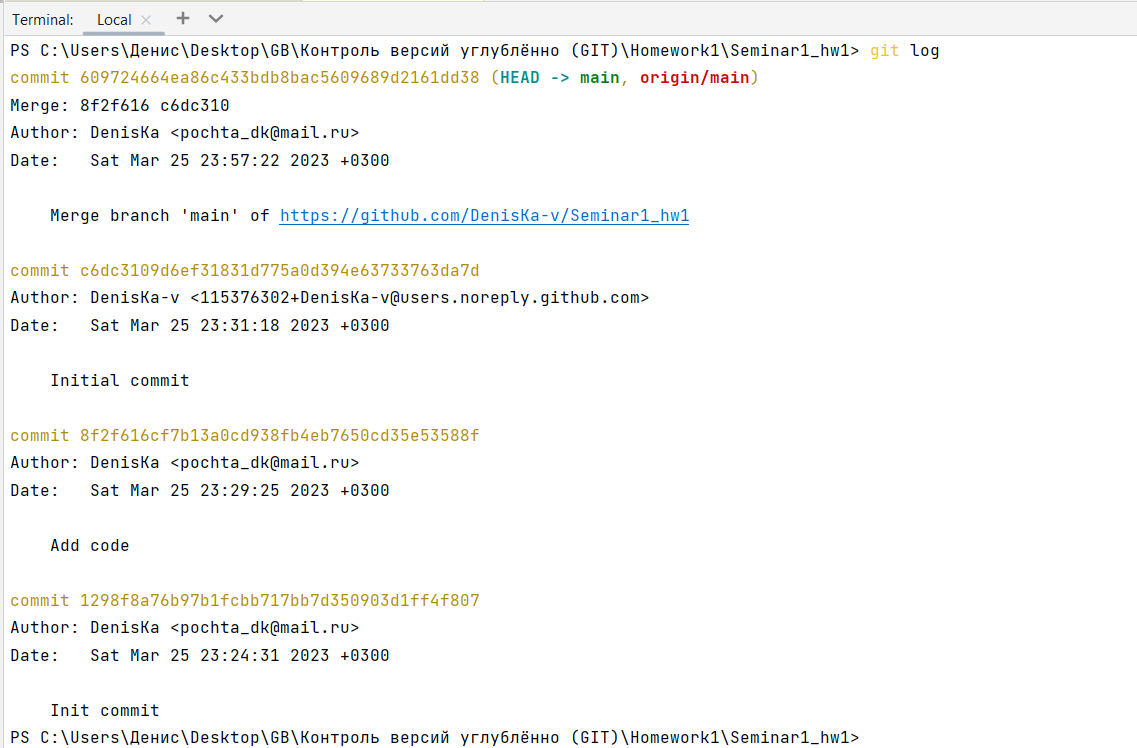 Terminal: Local
PS C:\Users\Денис\Desktop\GB\Контроль версий углублённо (GIT)\Homework1\Seminar1_hw1> git log
commit 609724664ea86c433bdb8bac5609689d2161dd38 (HEAD -> main, origin/main)
Merge: 8f2f616 c6dc310
Author: DenisKa <pochta_dk@mail.ru>
Date:   Sat Mar 25 23:57:22 2023 +0300
    Merge branch 'main' of https://github.com/DenisKa-v/Seminar1_hw1
commit c6dc3109d6ef31831d775a0d394e63733763da7d
Author: DenisKa-v <115376302+DenisKa-v@users.noreply.github.com>
Date:   Sat Mar 25 23:31:18 2023 +0300
    Initial commit
commit 8f2f616cf7b13a0cd938fb4eb7650cd35e53588f
Author: DenisKa <pochta_dk@mail.ru>
Date:   Sat Mar 25 23:29:25 2023 +0300
    Add code
commit 1298f8a76b97b1fcbb717bb7d350903d1ff4f807
Author: DenisKa <pochta_dk@mail.ru>
Date:   Sat Mar 25 23:24:31 2023 +0300
    Init commit
PS C:\Users\Денис\Desktop\GB\Контроль версий углублённо (GIT)\Homework1\Seminar1_hw1>